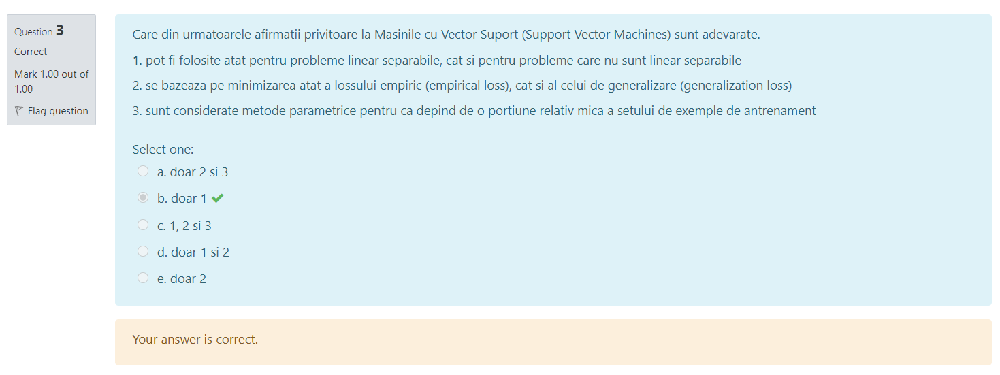 Question 3
Correct
Mark 1.00 out of
1.00
Flag question
Care din urmatoarele afirmatii privitoare la Masinile cu Vector Suport (Support Vector Machines) sunt adevarate.
1. pot fi folosite atat pentru probleme linear separabile, cat si pentru probleme care nu sunt linear separabile
2. se bazeaza pe minimizarea atat a lossului empiric (empirical loss), cat si al celui de generalizare (generalization loss)
3. sunt considerate metode parametrice pentru ca depind de o portiune relativ mica a setului de exemple de antrenament
Select one:
a. doar 2 si 3
b. doar 1
c. 1, 2 si 3
d. doar 1 si 2
e. doar 2
Your answer is correct.